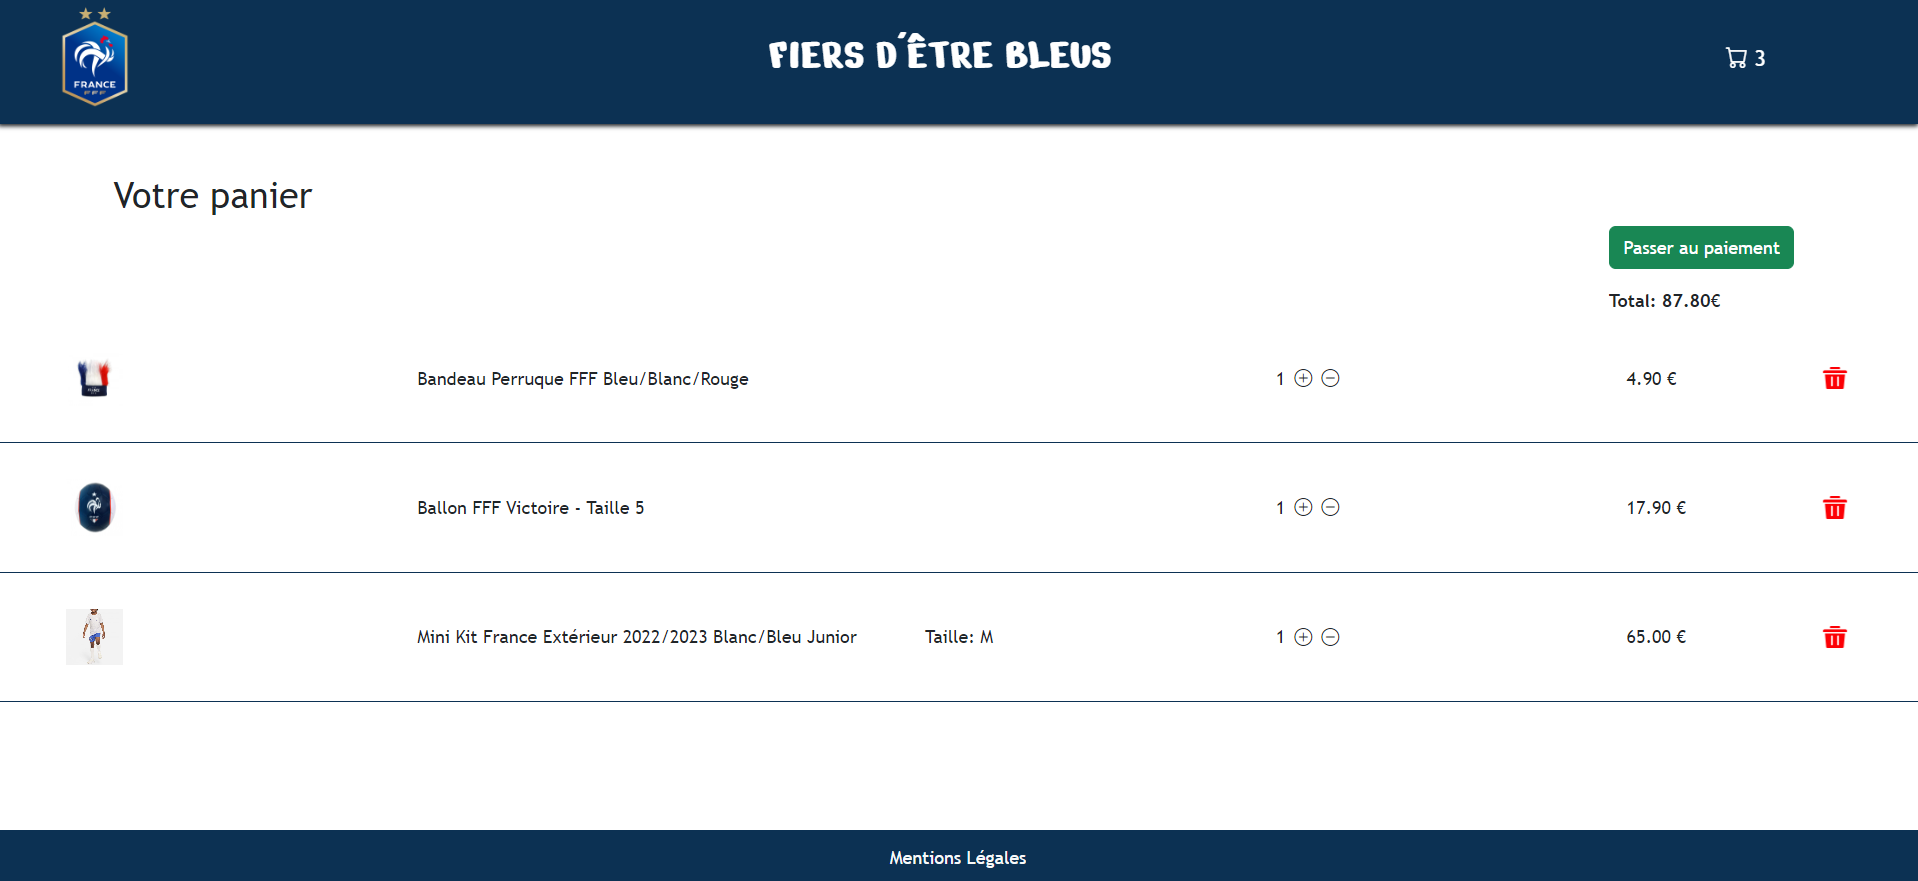 FRANCE
FFF
FIERS D'ÊTRE BLEUS
3
Votre panier
Passer au paiement
Total: 87.80€
Bandeau Perruque FFF Bleu/Blanc/Rouge 1 4.90 €
Ballon FFF Victoire - Taille 5 1 17.90 €
Mini Kit France Extérieur 2022/2023 Blanc/Bleu Junior Taille: M 1 65.00 €
Mentions Légales